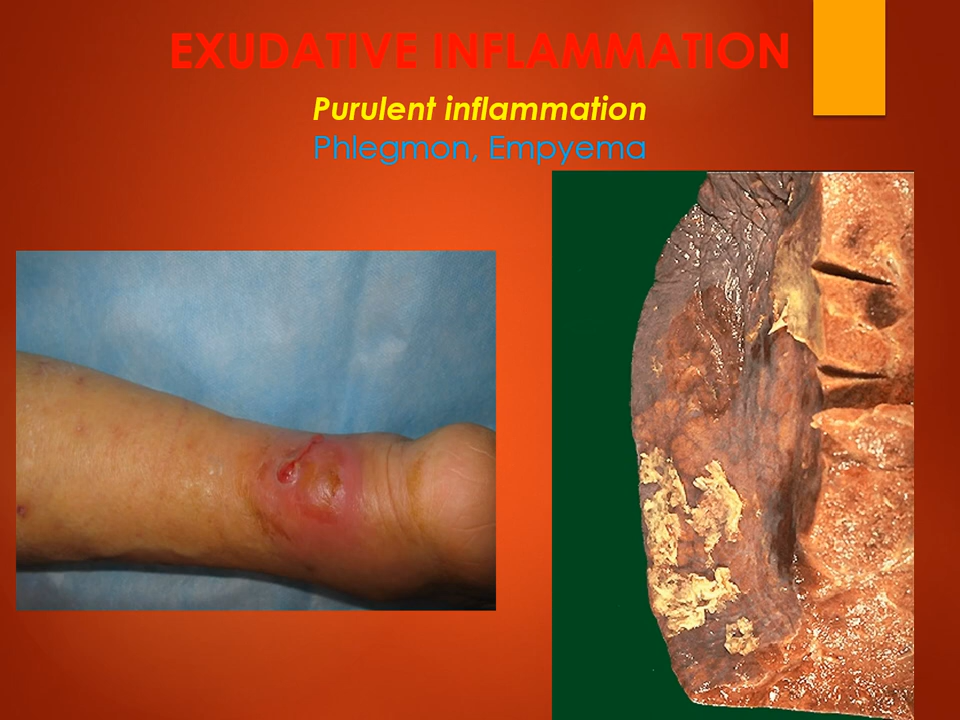 EXUDATIVE INFLAMMATION
Purulent inflammation
Phlegmon, Empyema